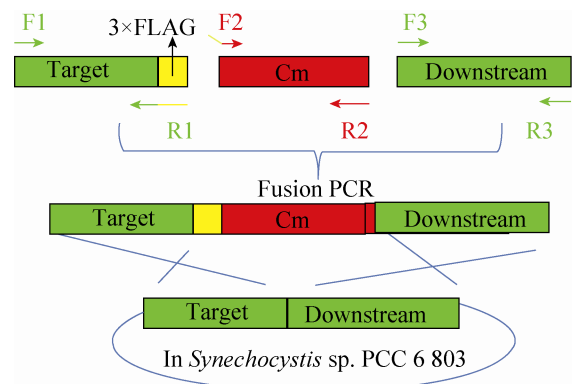 F1
3×FLAG
F2
F3
Target
Cm
Downstream
R1
R2
R3
Fusion PCR
Target
Cm
Downstream
Target
Downstream
In Synechocystis sp. PCC 6 803